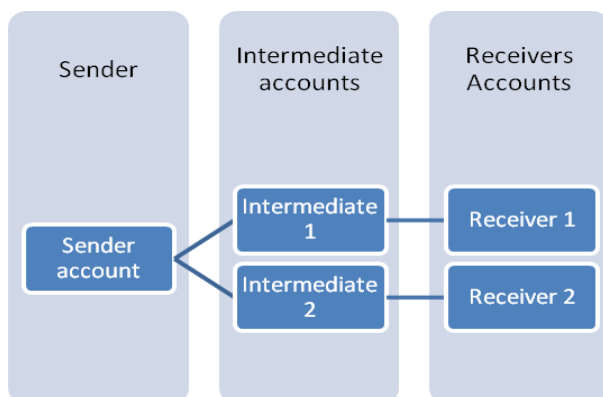 Sender
Intermediate
accounts
Receivers
Accounts
Sender
account
Intermediate
1
Intermediate
2
Receiver 1
Receiver 2